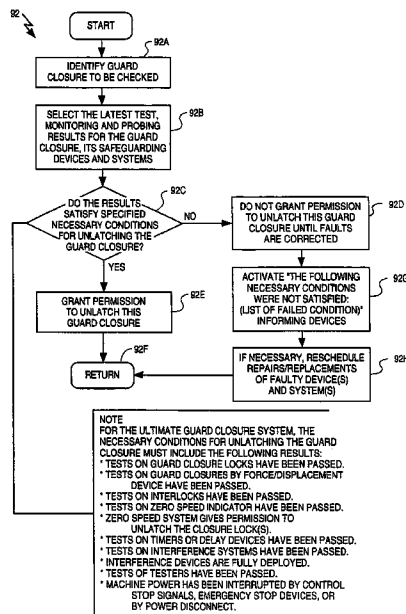 92
START
92A
IDENTIFY GUARD
CLOSURE TO BE CHECKED
92B
SELECT THE LATEST TEST,
MONITORING AND PROBING
RESULTS FOR THE GUARD
CLOSURE, ITS SAFEGUARDING
DEVICES AND SYSTEMS
92C
DO THE RESULTS
SATISFY SPECIFIED
NECESSARY CONDITIONS
FOR UNLATCHING THE
GUARD CLOSURE?
NO
YES
92D
DO NOT GRANT PERMISSION
TO UNLATCH THIS GUARD
CLOSURE UNTIL FAULTS
ARE CORRECTED
92E
GRANT PERMISSION
TO UNLATCH THIS
GUARD CLOSURE
92G
ACTIVATE "THE FOLLOWING
NECESSARY CONDITIONS
WERE NOT SATISFIED:
(LIST OF FAILED CONDITION)"
INFORMING DEVICES
92F
RETURN
92H
IF NECESSARY, RESCHEDULE
REPAIRS/REPLACEMENTS
OF FAULTY DEVICE(S)
AND SYSTEM(S)
NOTE
FOR THE ULTIMATE GUARD CLOSURE SYSTEM, THE
NECESSARY CONDITIONS FOR UNLATCHING THE GUARD
CLOSURE MUST INCLUDE THE FOLLOWING RESULTS:
* TESTS ON GUARD CLOSURE LOCKS HAVE BEEN PASSED.
* TESTS ON GUARD CLOSURES BY FORCE/DISPLACEMENT
DEVICE HAVE BEEN PASSED.
* TESTS ON INTERLOCKS HAVE BEEN PASSED.
* TESTS ON ZERO SPEED INDICATOR HAVE BEEN PASSED.
* ZERO SPEED SYSTEM GIVES PERMISSION TO
UNLATCH THE CLOSURE LOCK(S).
* TESTS ON TIMERS OR DELAY DEVICES HAVE BEEN PASSED.
* TESTS ON INTERFERENCE SYSTEMS HAVE BEEN PASSED.
* INTERFERENCE DEVICES ARE FULLY DEPLOYED.
* TESTS OF TESTERS HAVE BEEN PASSED.
* MACHINE POWER HAS BEEN INTERRUPTED BY CONTROL
STOP SIGNALS, EMERGENCY STOP DEVICES, OR
BY POWER DISCONNECT.